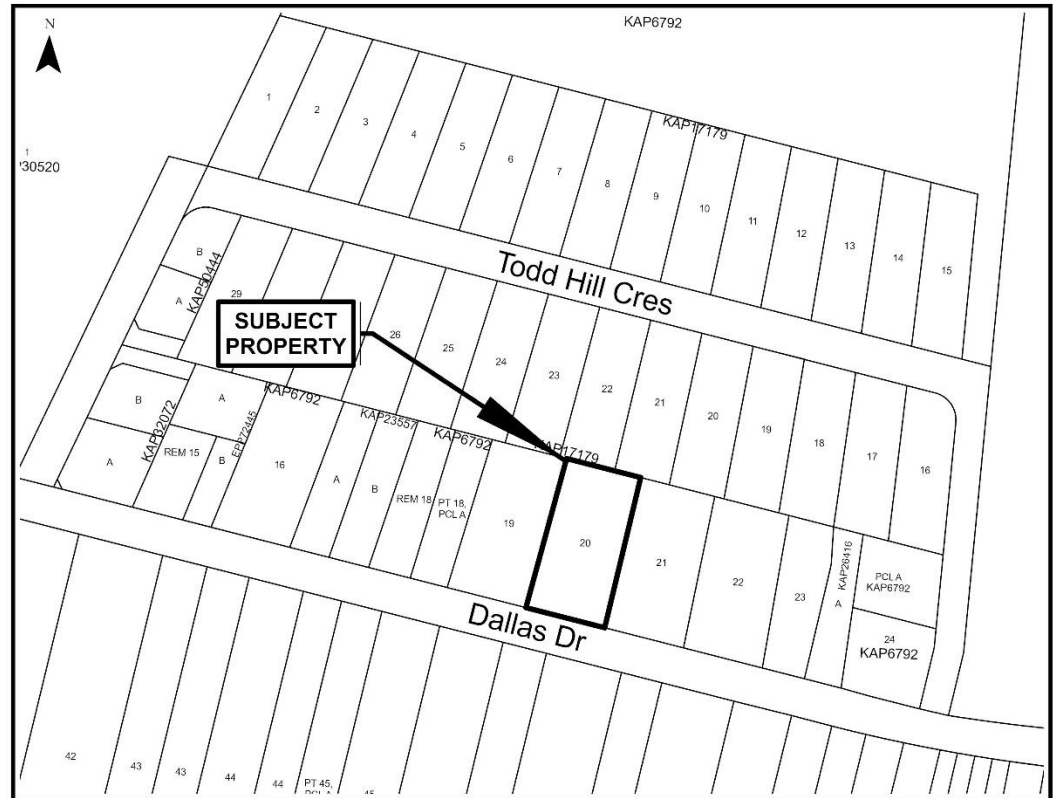 N
KAP6792
1
'30520
1
2
3
4
5
6
7
8
9
10
11
12
13
14
15
KAP17179
Todd Hill Cres
B
A
KAP50444
29
SUBJECT
PROPERTY
26
25
24
23
22
21
20
19
18
17
16
B
A
KAP32072
A
REM 15
B
EPP72445
KAP6792
16
KAP23557
A
B
KAP6792
REM 18
PT 18,
PCL A
KAP17179
19
20
21
22
23
KAP26416
A
PCL A
KAP6792
24
KAP6792
Dallas Dr
42
43
43
44
44
PT 45,